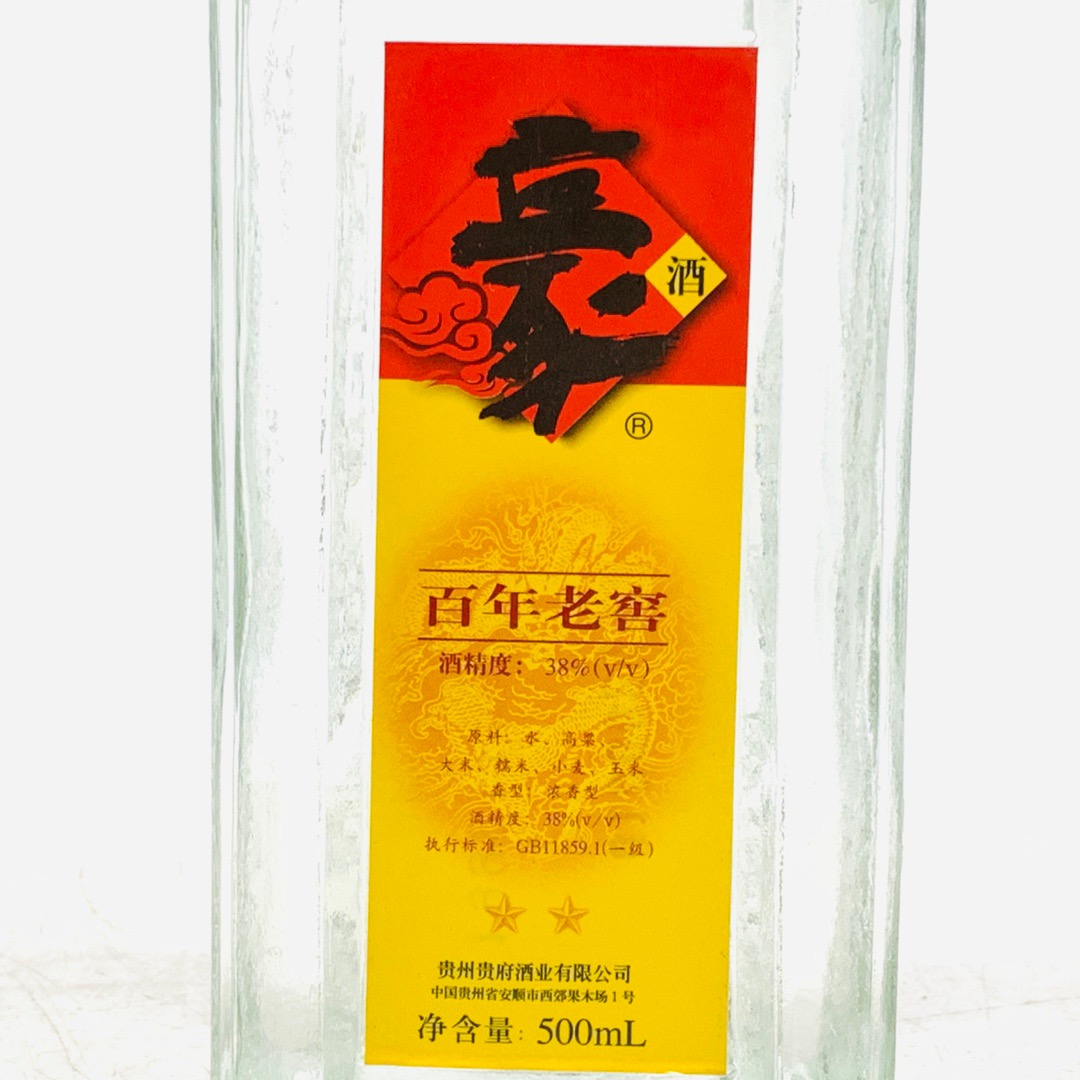 豪
酒
®
百年老窖
酒精度： 38%(v/v)
原料：水、高粱、
大米、糯米、小麦、玉米
香型：浓香型
酒精度：38%(v/v)
执行标准：GB11859.1(一级)
贵州贵府酒业有限公司
中国贵州省安顺市西郊果木场1号
净含量：500mL